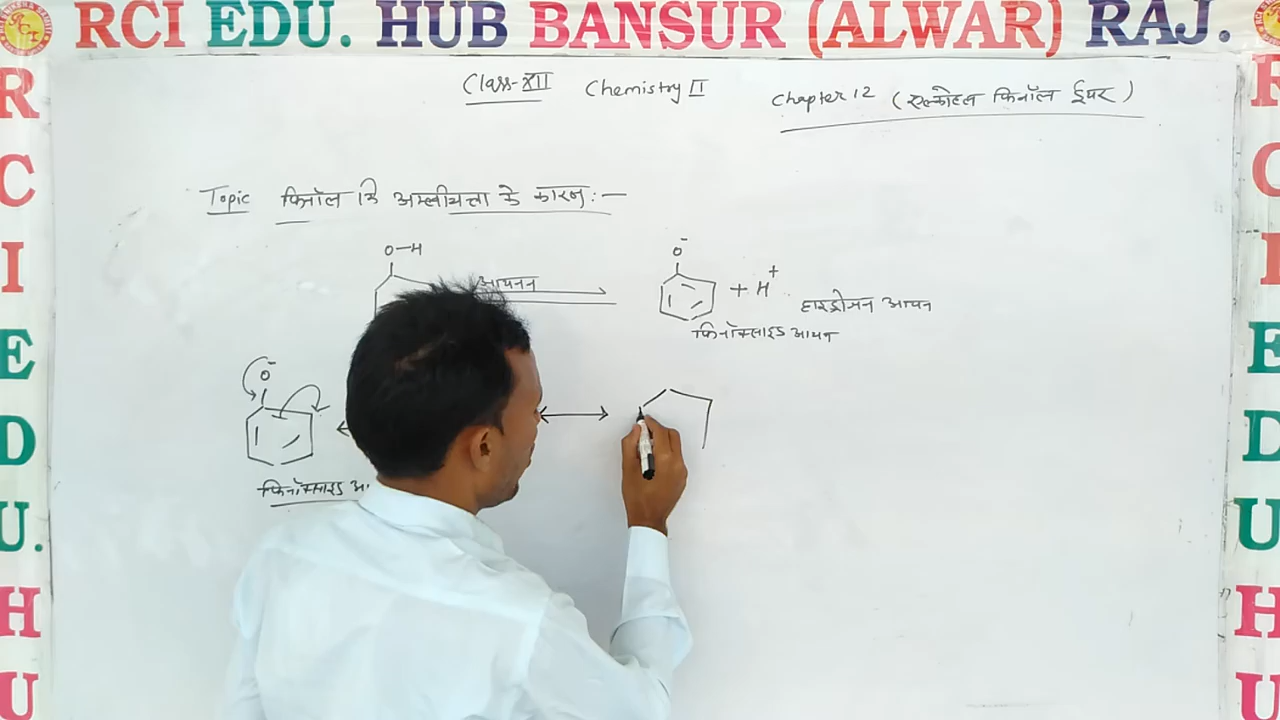 RCI EDU. HUB BANSUR (ALWAR) RAJ.
Class-XII Chemistry II Chapter 12 (एल्कोहल फिनॉल ईथर)
Topic फिनॉल कि अम्लीयता के कारण :-
O-H
O⁻
आयनन
+ H⁺
हाइड्रोजन आयन
फिनॉक्साइड आयन
O⁻
फिनॉक्साइड आ
R
C
I
E
D
U.
H
U
R
C
I
E
D
U
H
U